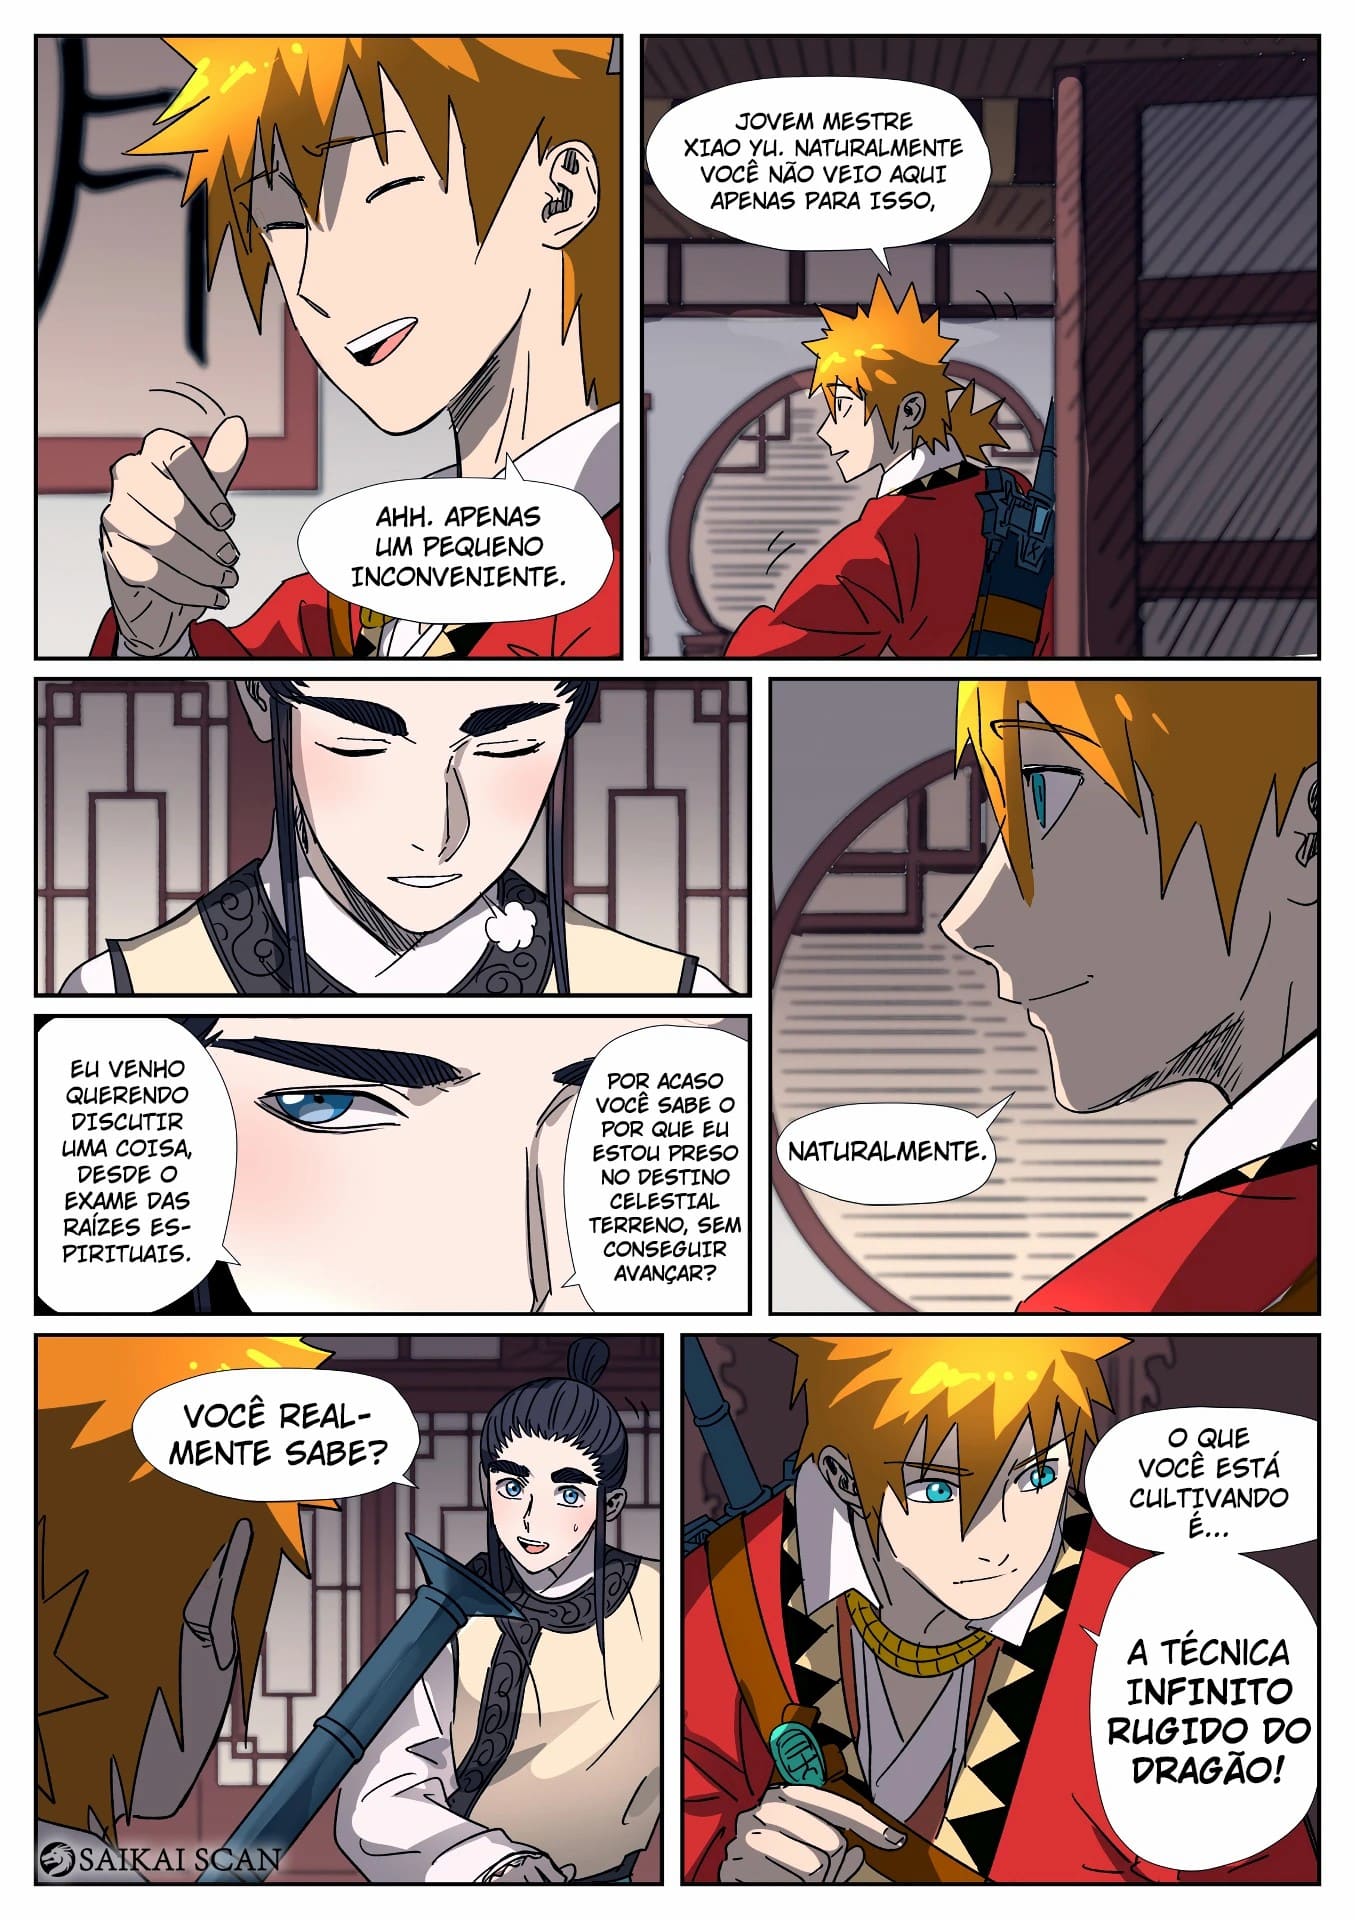 AHH. APENAS
UM PEQUENO
INCONVENIENTE.
JOVEM MESTRE
XIAO YU. NATURALMENTE
VOCÊ NÃO VEIO AQUI
APENAS PARA ISSO,
EU VENHO
QUERENDO
DISCUTIR
UMA COISA,
DESDE O
EXAME DAS
RAÍZES ES-
PIRITUAIS.
POR ACASO
VOCÊ SABE O
POR QUE EU
ESTOU PRESO
NO DESTINO
CELESTIAL
TERRENO, SEM
CONSEGUIR
AVANÇAR?
NATURALMENTE.
VOCÊ REAL-
MENTE SABE?
O QUE
VOCÊ ESTÁ
CULTIVANDO
É...
A TÉCNICA
INFINITO
RUGIDO DO
DRAGÃO!
SAIKAI SCAN